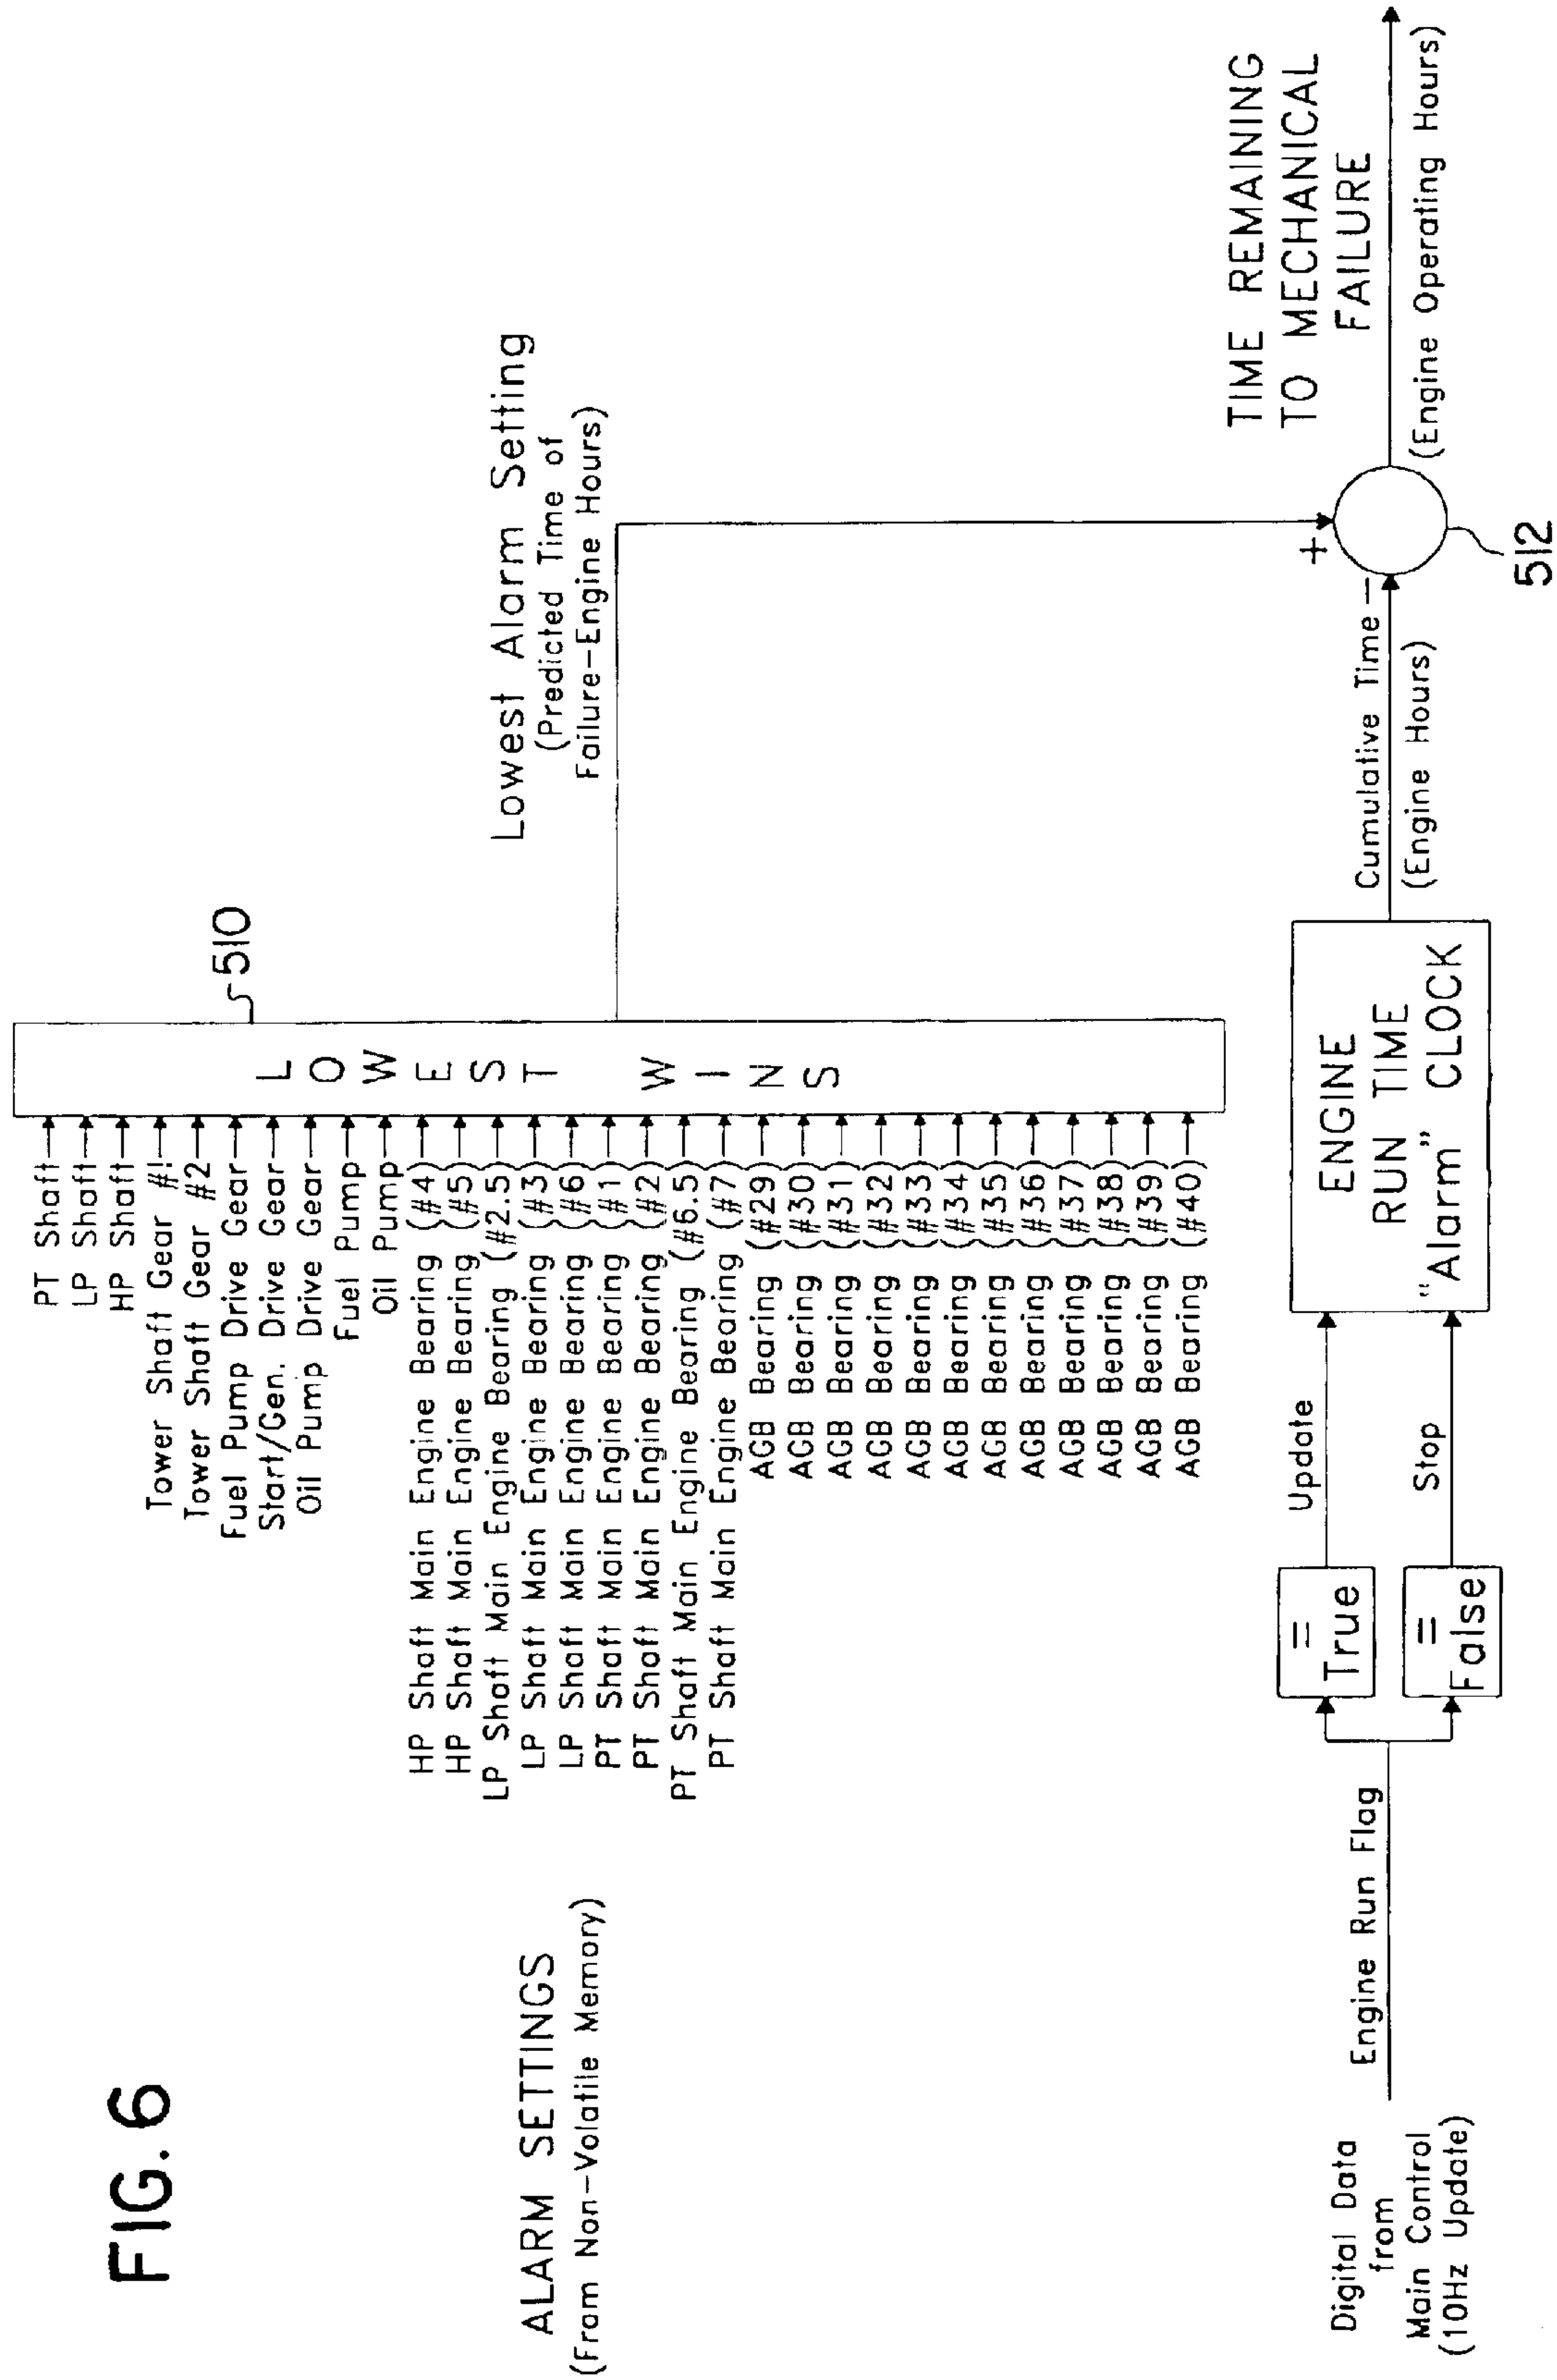 FIG. 6
PT Shaft
LP Shaft
HP Shaft
Tower Shaft Gear #1
Tower Shaft Gear #2
Fuel Pump Drive Gear
Start/Gen. Drive Gear
Oil Pump Drive Gear
Fuel Pump
Oil Pump
HP Shaft Main Engine Bearing (#4)
HP Shaft Main Engine Bearing (#5)
LP Shaft Main Engine Bearing (#2.5)
LP Shaft Main Engine Bearing (#3)
LP Shaft Main Engine Bearing (#6)
PT Shaft Main Engine Bearing (#1)
PT Shaft Main Engine Bearing (#2)
PT Shaft Main Engine Bearing (#6.5)
PT Shaft Main Engine Bearing (#7)
AGB Bearing (#29)
AGB Bearing (#30)
AGB Bearing (#31)
AGB Bearing (#32)
AGB Bearing (#33)
AGB Bearing (#34)
AGB Bearing (#35)
AGB Bearing (#36)
AGB Bearing (#37)
AGB Bearing (#38)
AGB Bearing (#39)
AGB Bearing (#40)
ALARM SETTINGS
(From Non-Volatile Memory)
LOWEST WINS
510
Lowest Alarm Setting
(Predicted Time of
Failure-Engine Hours)
Digital Data
from
Main Control
(10Hz Update)
Engine Run Flag
=
True
=
False
Update
Stop
ENGINE
RUN TIME
"Alarm" CLOCK
Cumulative Time
(Engine Hours)
–
+
512
TIME REMAINING
TO MECHANICAL
FAILURE
(Engine Operating Hours)